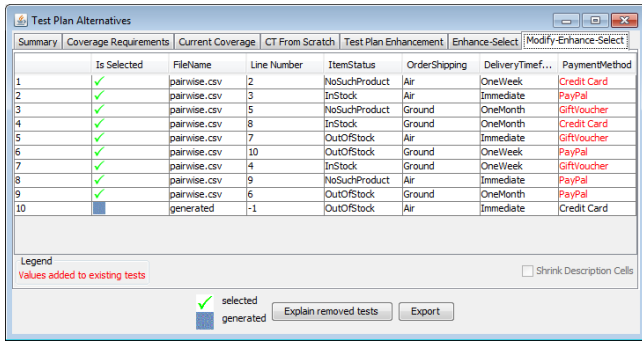 Test Plan Alternatives
Summary Coverage Requirements Current Coverage CT From Scratch Test Plan Enhancement Enhance-Select Modify-Enhance-Select
Is Selected FileName Line Number ItemStatus OrderShipping DeliveryTimef... PaymentMethod
1 pairwise.csv 2 NoSuchProduct Air OneWeek Credit Card
2 pairwise.csv 3 InStock Air Immediate PayPal
3 pairwise.csv 5 NoSuchProduct Ground OneMonth GiftVoucher
4 pairwise.csv 8 InStock Ground OneMonth Credit Card
5 pairwise.csv 7 OutOfStock Air Immediate GiftVoucher
6 pairwise.csv 10 OutOfStock Ground OneWeek PayPal
7 pairwise.csv 4 InStock Ground OneWeek GiftVoucher
8 pairwise.csv 9 NoSuchProduct Air Immediate PayPal
9 pairwise.csv 6 OutOfStock Ground OneMonth PayPal
10 generated -1 OutOfStock Air Immediate Credit Card
Legend
Values added to existing tests
Shrink Description Cells
selected
generated
Explain removed tests Export